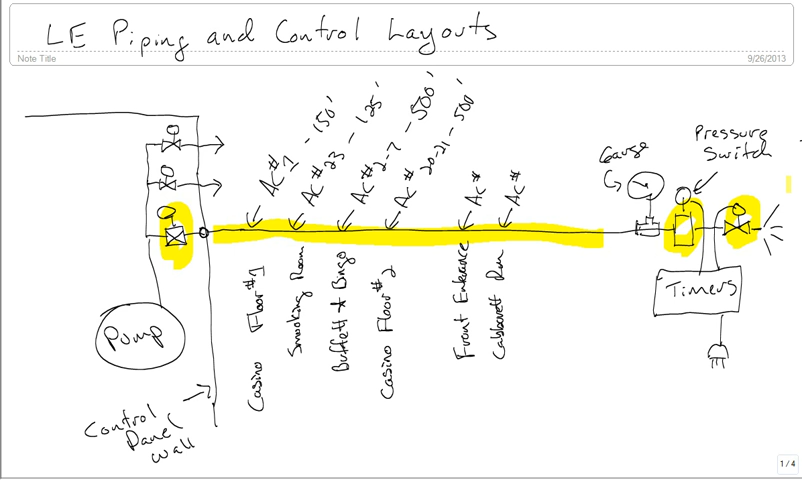 LE Piping and Control Layouts
Note Title
9/26/2013
AC#1 - 150'
AC#23 - 125'
AC#2-7 - 500'
AC#20-21 - 500'
AC#
AC#
Gauge
Pressure
Switch
Casino Floor #1
Smoking Room
Buffett & Bingo
Casino Floor #2
Front Entrance
Cabbarett Rm
Timers
Pump
Control
Panel
Wall
1/4